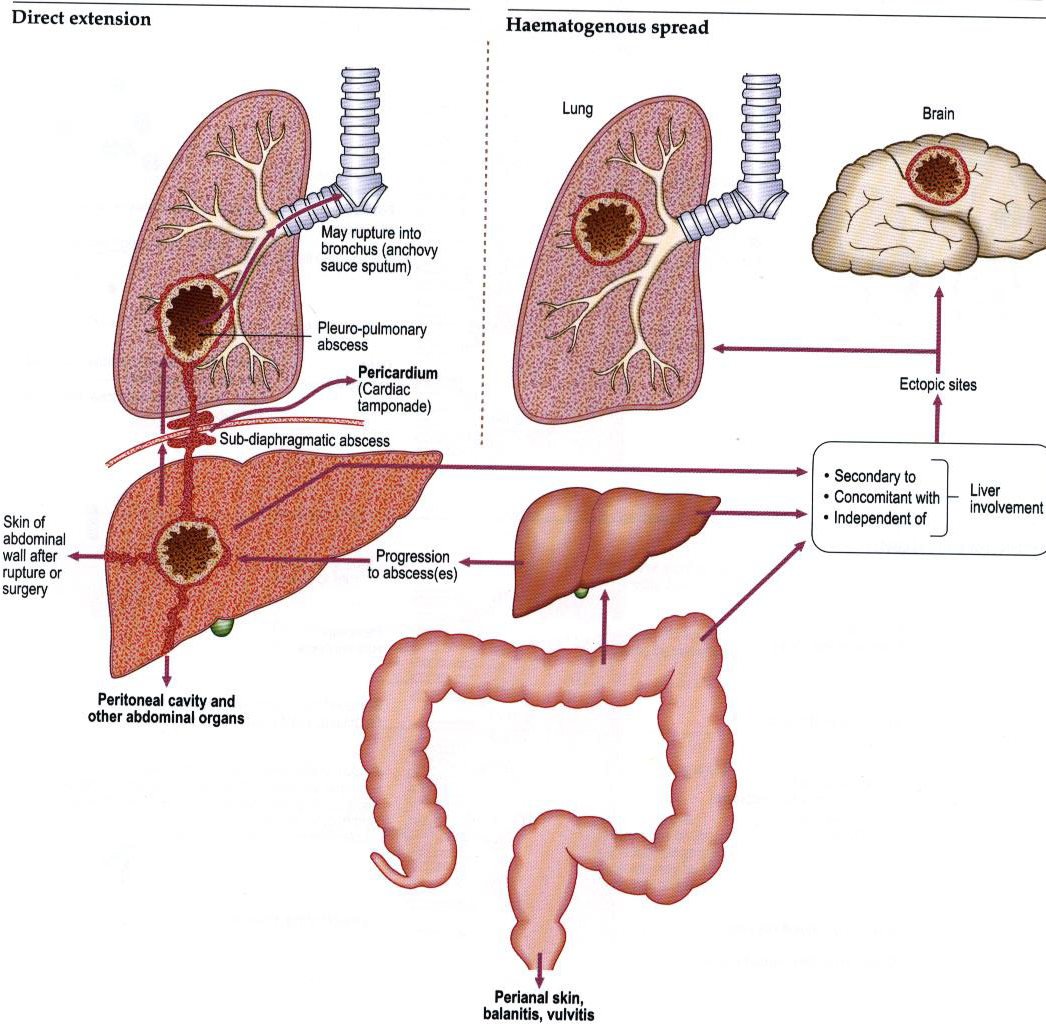 Direct extension
Haematogenous spread
Lung
Brain
May rupture into
bronchus (anchovy
sauce sputum)
Pleuro-pulmonary
abscess
Pericardium
(Cardiac
tamponade)
Sub-diaphragmatic abscess
Ectopic sites
• Secondary to
• Concomitant with
• Independent of
Liver
involvement
Skin of
abdominal
wall after
rupture or
surgery
Progression
to abscess(es)
Peritoneal cavity and
other abdominal organs
Perianal skin,
balanitis, vulvitis